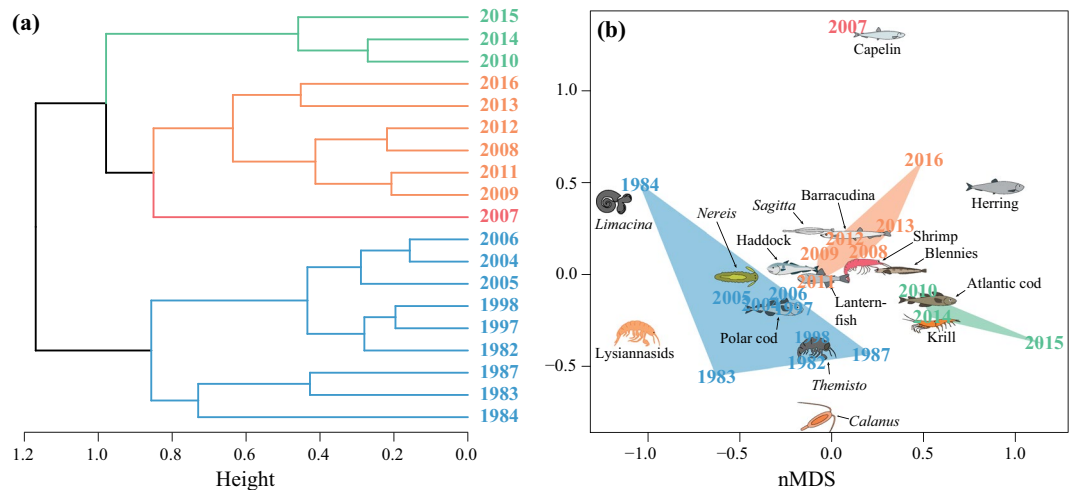 (a)
2015
2014
2010
2016
2013
2012
2008
2011
2009
2007
2006
2004
2005
1998
1997
1982
1987
1983
1984
1.2 1.0 0.8 0.6 0.4 0.2 0.0
Height
(b)
2007
Capelin
1.0
2016
0.5
1984
Herring
Barracudina
Limacina
Sagitta
Nereis
2013
2012
Shrimp
Haddock
2009
2008
Blennies
0.0
2011
Atlantic cod
2006
2010
2005
1997
Lantern-
fish
2014
Polar cod
1998
Krill
Lysiannasids
2015
1987
−0.5
1982
1983
Themisto
Calanus
−1.0 −0.5 0.0 0.5 1.0
nMDS